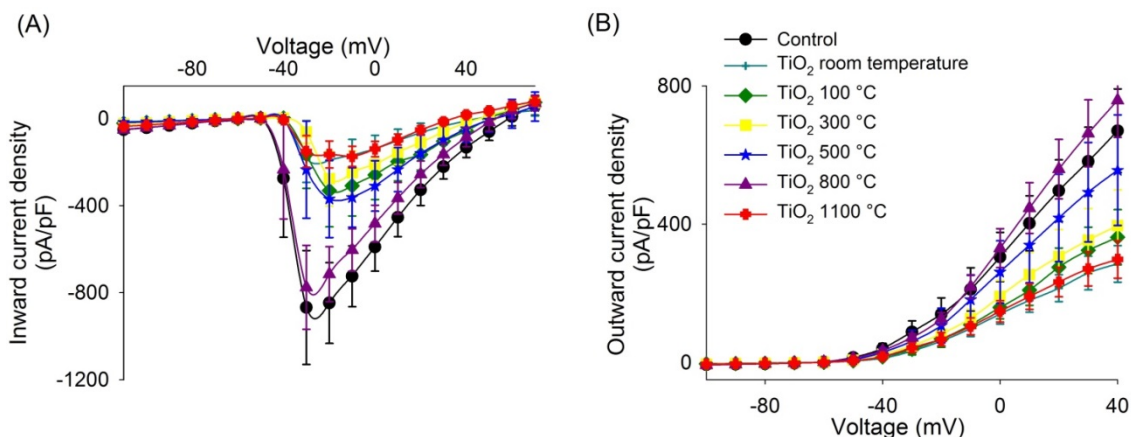 (A)
Voltage (mV)
-80 -40 0 40
0
-400
-800
-1200
Inward current density
(pA/pF)
(B)
Control
TiO₂ room temperature
TiO₂ 100 °C
TiO₂ 300 °C
TiO₂ 500 °C
TiO₂ 800 °C
TiO₂ 1100 °C
800
400
0
Outward current density
(pA/pF)
-80 -40 0 40
Voltage (mV)